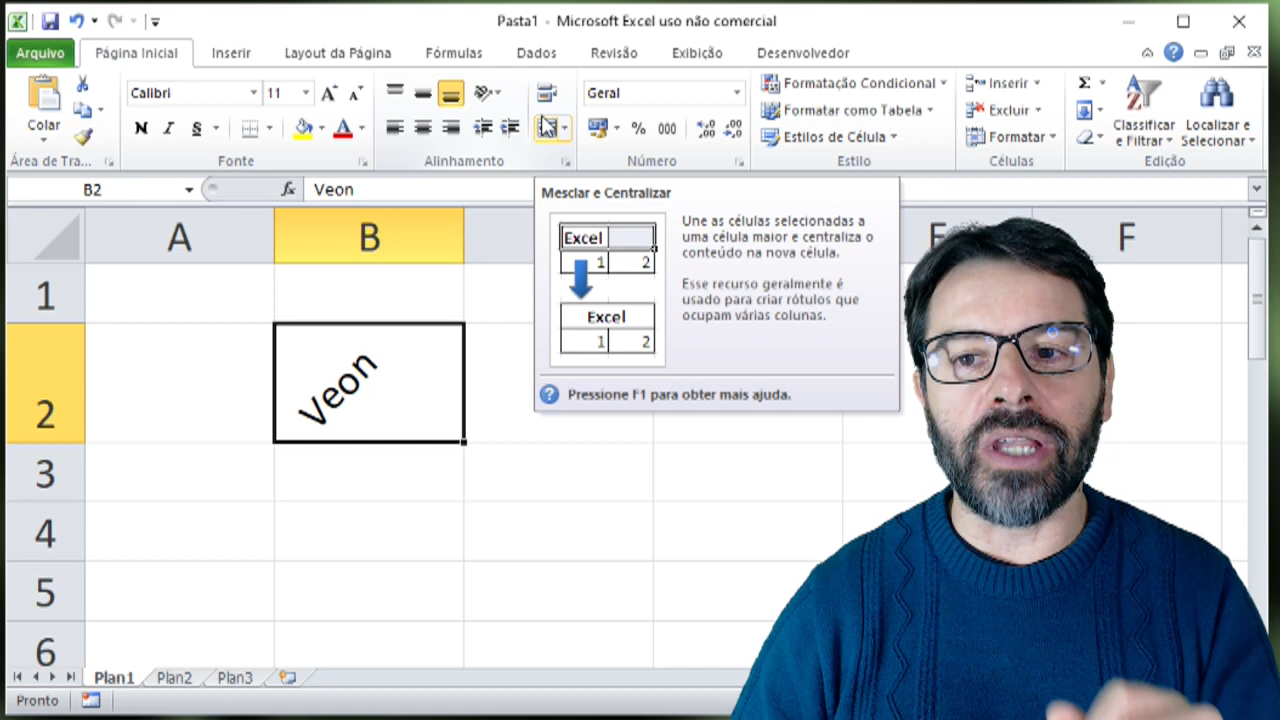 Pasta1 - Microsoft Excel uso não comercial
Arquivo Página Inicial Inserir Layout da Página Fórmulas Dados Revisão Exibição Desenvolvedor
Calibri 11 Geral Formatação Condicional Inserir Σ
Colar N I S % 000 Formatar como Tabela Excluir Classificar e Filtrar Localizar e Selecionar
Estilos de Célula Formatar
Área de Tra... Fonte Alinhamento Número Estilo Células Edição
B2 fx Veon
Mesclar e Centralizar
Excel
1 2
Excel
1 2
Une as células selecionadas a
uma célula maior e centraliza o
conteúdo na nova célula.
Esse recurso geralmente é
usado para criar rótulos que
ocupam várias colunas.
Pressione F1 para obter mais ajuda.
A B F
1
2 Veon
3
4
5
6
Plan1 Plan2 Plan3
Pronto